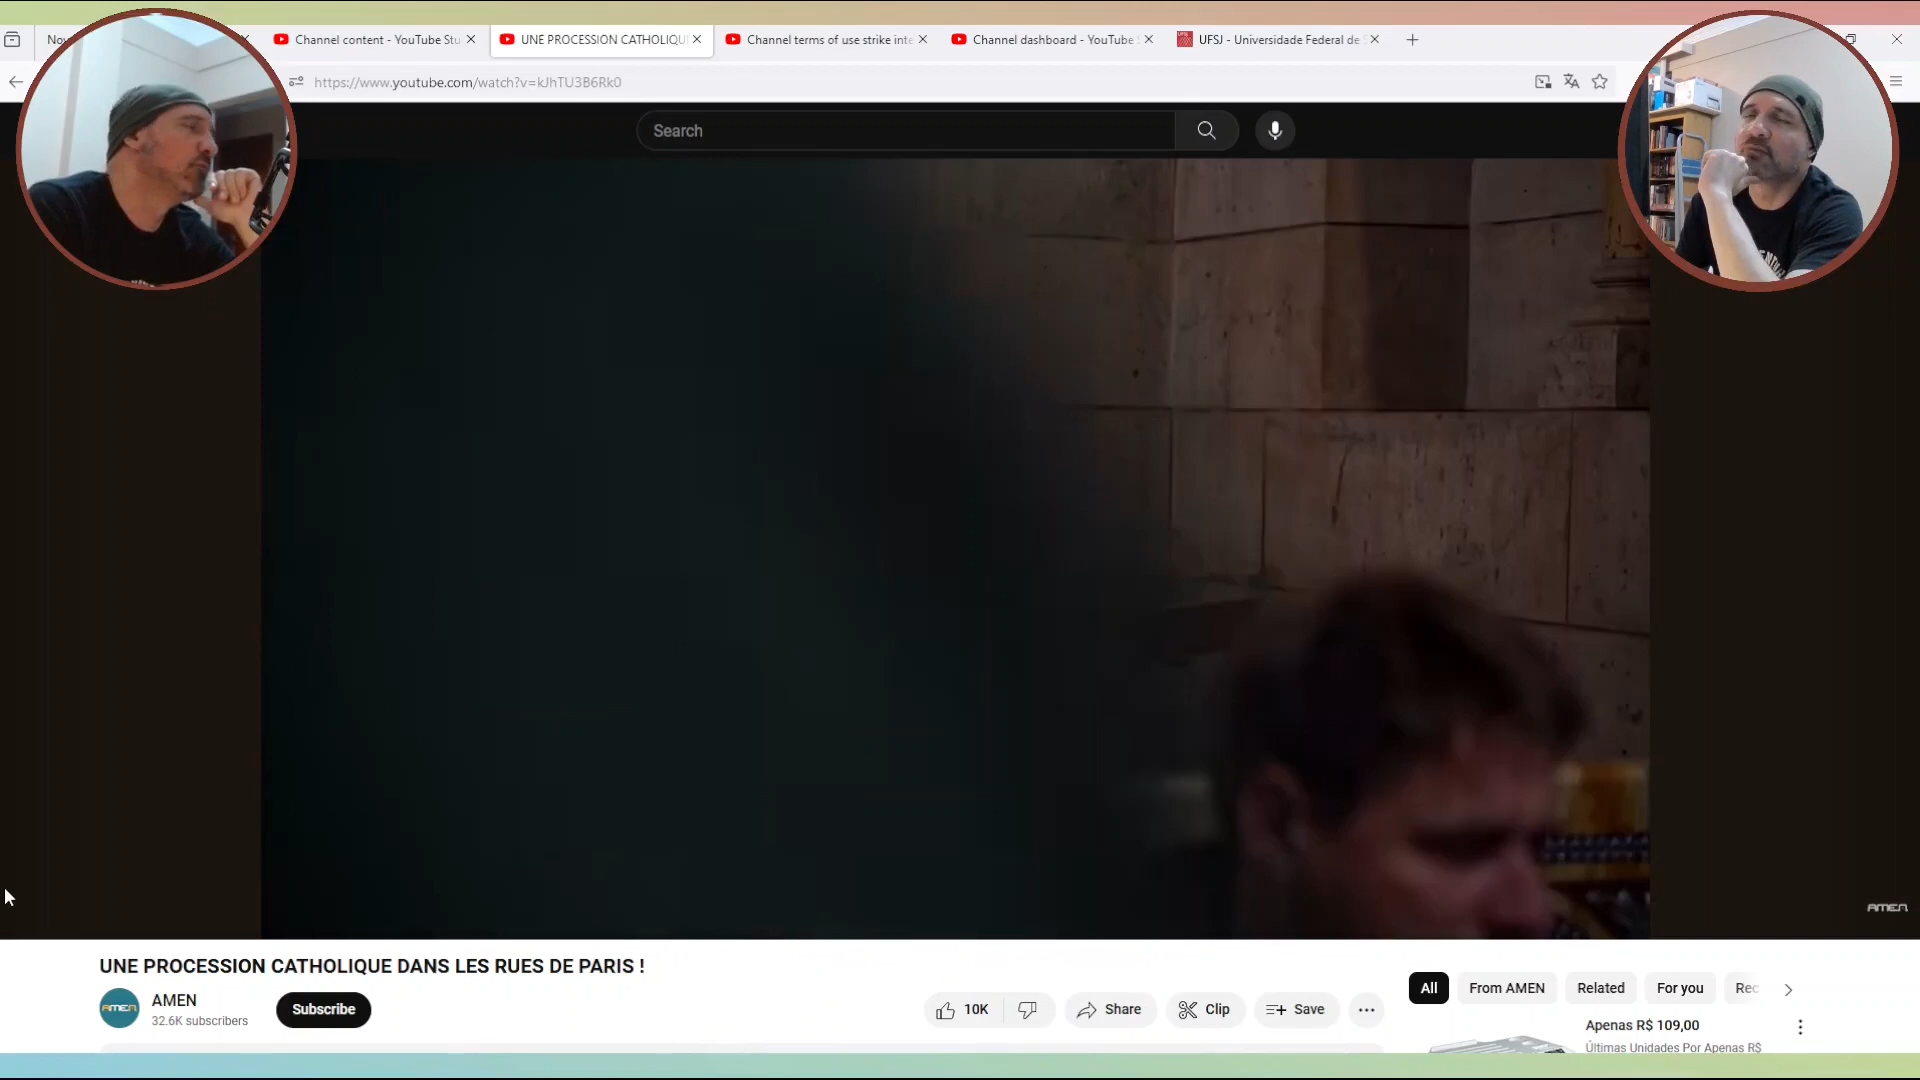 Channel content - YouTube Stu
UNE PROCESSION CATHOLIQU
Channel terms of use strike inte
Channel dashboard - YouTube
UFSJ - Universidade Federal de
https://www.youtube.com/watch?v=kJhTU3B6Rk0
Search
AMEN
UNE PROCESSION CATHOLIQUE DANS LES RUES DE PARIS !
AMEN
AMEN
32.6K subscribers
Subscribe
10K
Share
Clip
Save
All
From AMEN
Related
For you
Rec
Apenas R$ 109,00
Últimas Unidades Por Apenas R$